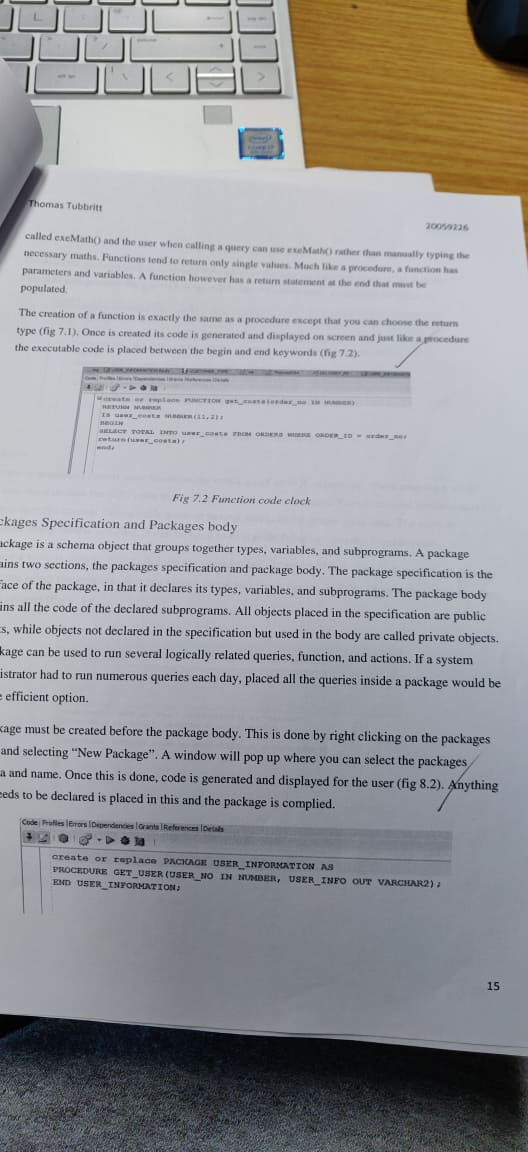 Thomas Tubbritt
20059226
called exeMath() and the user when calling a query can use exeMath() rather than manually typing the
necessary maths. Functions tend to return only single values. Much like a procedure, a function has
parameters and variables. A function however has a return statement at the end that must be
populated.
The creation of a function is exactly the same as a procedure except that you can choose the return
type (fig 7.1). Once is created its code is generated and displayed on screen and just like a procedure
the executable code is placed between the begin and end keywords (fig 7.2).
Code Profiles Errors Dependencies Grants References Details
create or replace FUNCTION get_costs(order_no IN NUMBER)
RETURN NUMBER
IS user_costs NUMBER(11,2);
BEGIN
SELECT TOTAL INTO user_costs FROM ORDERS WHERE ORDER_ID = order_no;
return(user_costs);
end;
Fig 7.2 Function code clock
ckages Specification and Packages body
ackage is a schema object that groups together types, variables, and subprograms. A package
ains two sections, the packages specification and package body. The package specification is the
face of the package, in that it declares its types, variables, and subprograms. The package body
ins all the code of the declared subprograms. All objects placed in the specification are public
s, while objects not declared in the specification but used in the body are called private objects.
kage can be used to run several logically related queries, function, and actions. If a system
istrator had to run numerous queries each day, placed all the queries inside a package would be
e efficient option.
kage must be created before the package body. This is done by right clicking on the packages
and selecting “New Package”. A window will pop up where you can select the packages
a and name. Once this is done, code is generated and displayed for the user (fig 8.2). Anything
eeds to be declared is placed in this and the package is complied.
Code Profiles Errors Dependencies Grants References Details
create or replace PACKAGE USER_INFORMATION AS
PROCEDURE GET_USER(USER_NO IN NUMBER, USER_INFO OUT VARCHAR2);
END USER_INFORMATION;
15